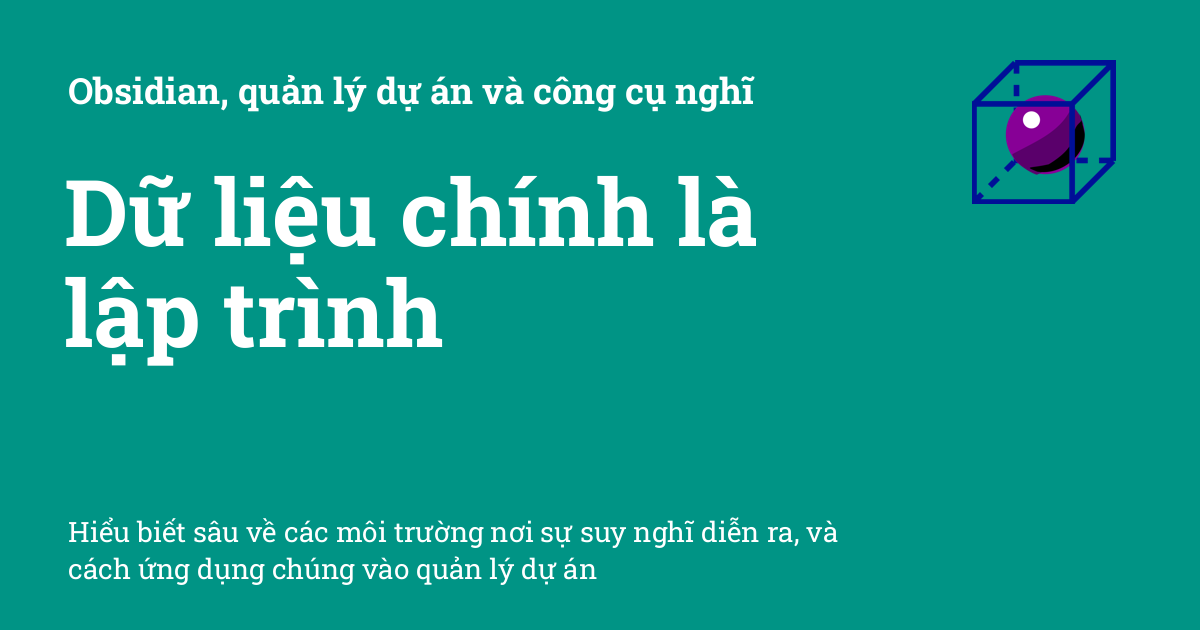 Obsidian, quản lý dự án và công cụ nghĩ
Dữ liệu chính là
lập trình
Hiểu biết sâu về các môi trường nơi sự suy nghĩ diễn ra, và
cách ứng dụng chúng vào quản lý dự án